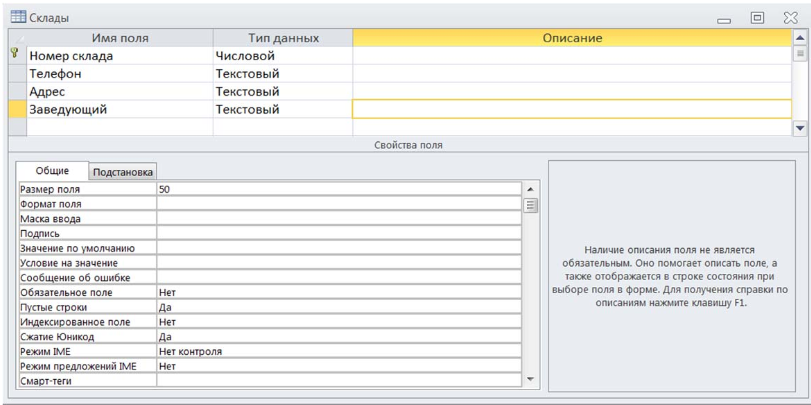 Склады
Имя поля Тип данных Описание
Номер склада Числовой
Телефон Текстовый
Адрес Текстовый
Заведующий Текстовый
Свойства поля
Общие Подстановка
Размер поля 50
Формат поля
Маска ввода
Подпись
Значение по умолчанию
Условие на значение
Сообщение об ошибке
Обязательное поле Нет
Пустые строки Да
Индексированное поле Нет
Сжатие Юникод Да
Режим IME Нет контроля
Режим предложений IME Нет
Смарт-теги
Наличие описания поля не является
обязательным. Оно помогает описать поле, а
также отображается в строке состояния при
выборе поля в форме. Для получения справки по
описаниям нажмите клавишу F1.